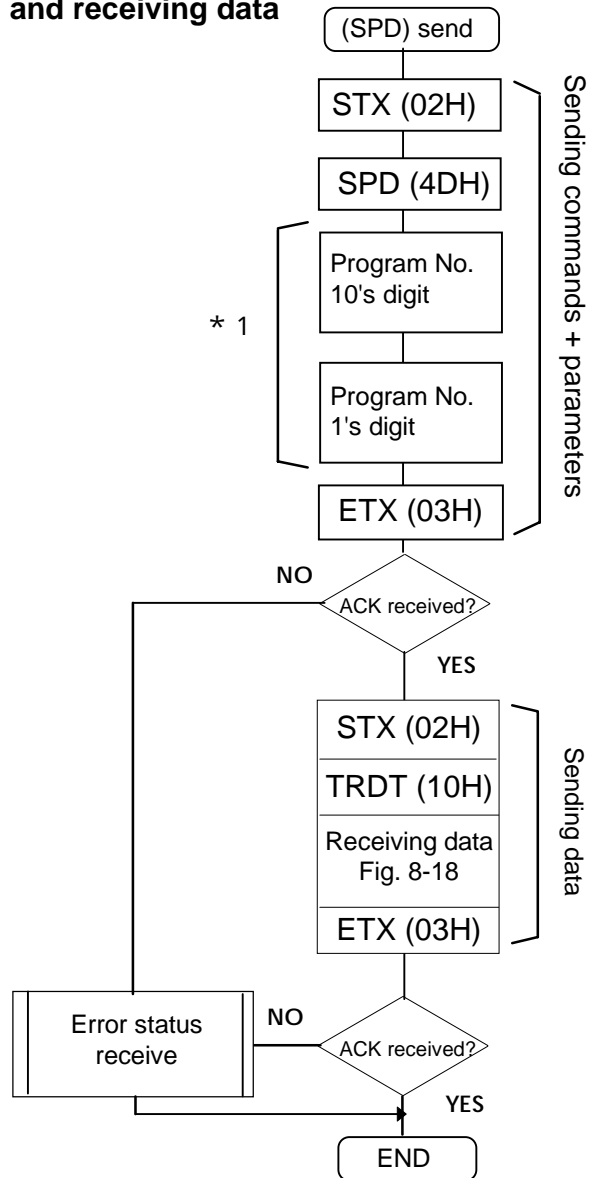 and receiving data
(SPD) send
STX (02H)
SPD (4DH)
Program No.
10's digit
* 1
Program No.
1's digit
ETX (03H)
Sending commands + parameters
NO
ACK received?
YES
STX (02H)
TRDT (10H)
Receiving data
Fig. 8-18
ETX (03H)
Sending data
Error status
receive
NO
ACK received?
YES
END